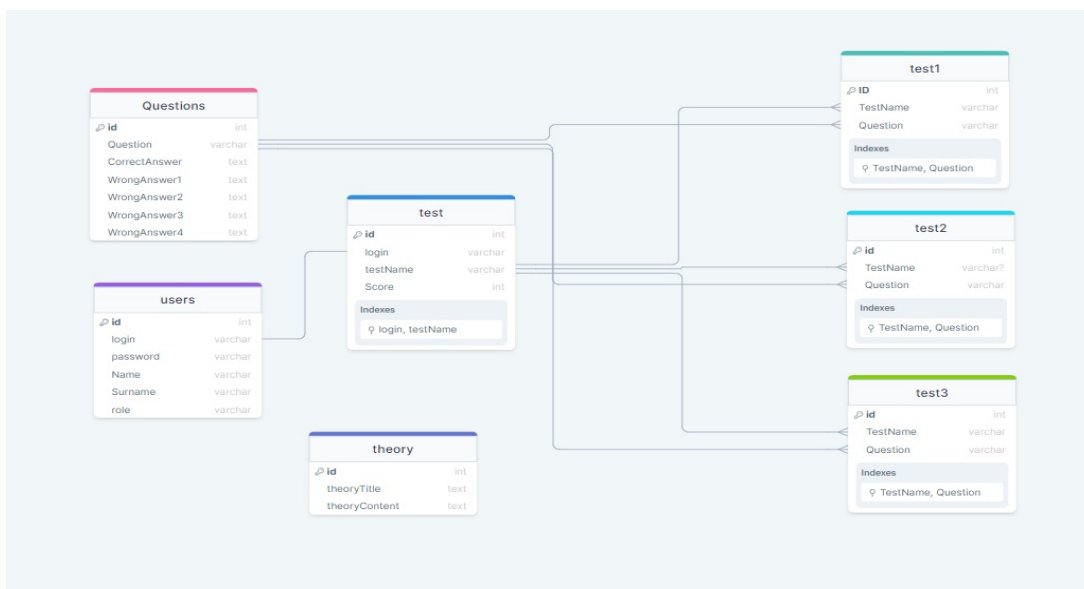 Questions
id int
Question varchar
CorrectAnswer text
WrongAnswer1 text
WrongAnswer2 text
WrongAnswer3 text
WrongAnswer4 text
users
id int
login varchar
password varchar
Name varchar
Surname varchar
role varchar
test
id int
login varchar
testName varchar
Score int
Indexes
login, testName
theory
id int
theoryTitle text
theoryContent text
test1
ID int
TestName varchar
Question varchar
Indexes
TestName, Question
test2
id int
TestName varchar?
Question varchar
Indexes
TestName, Question
test3
id int
TestName varchar
Question varchar
Indexes
TestName, Question